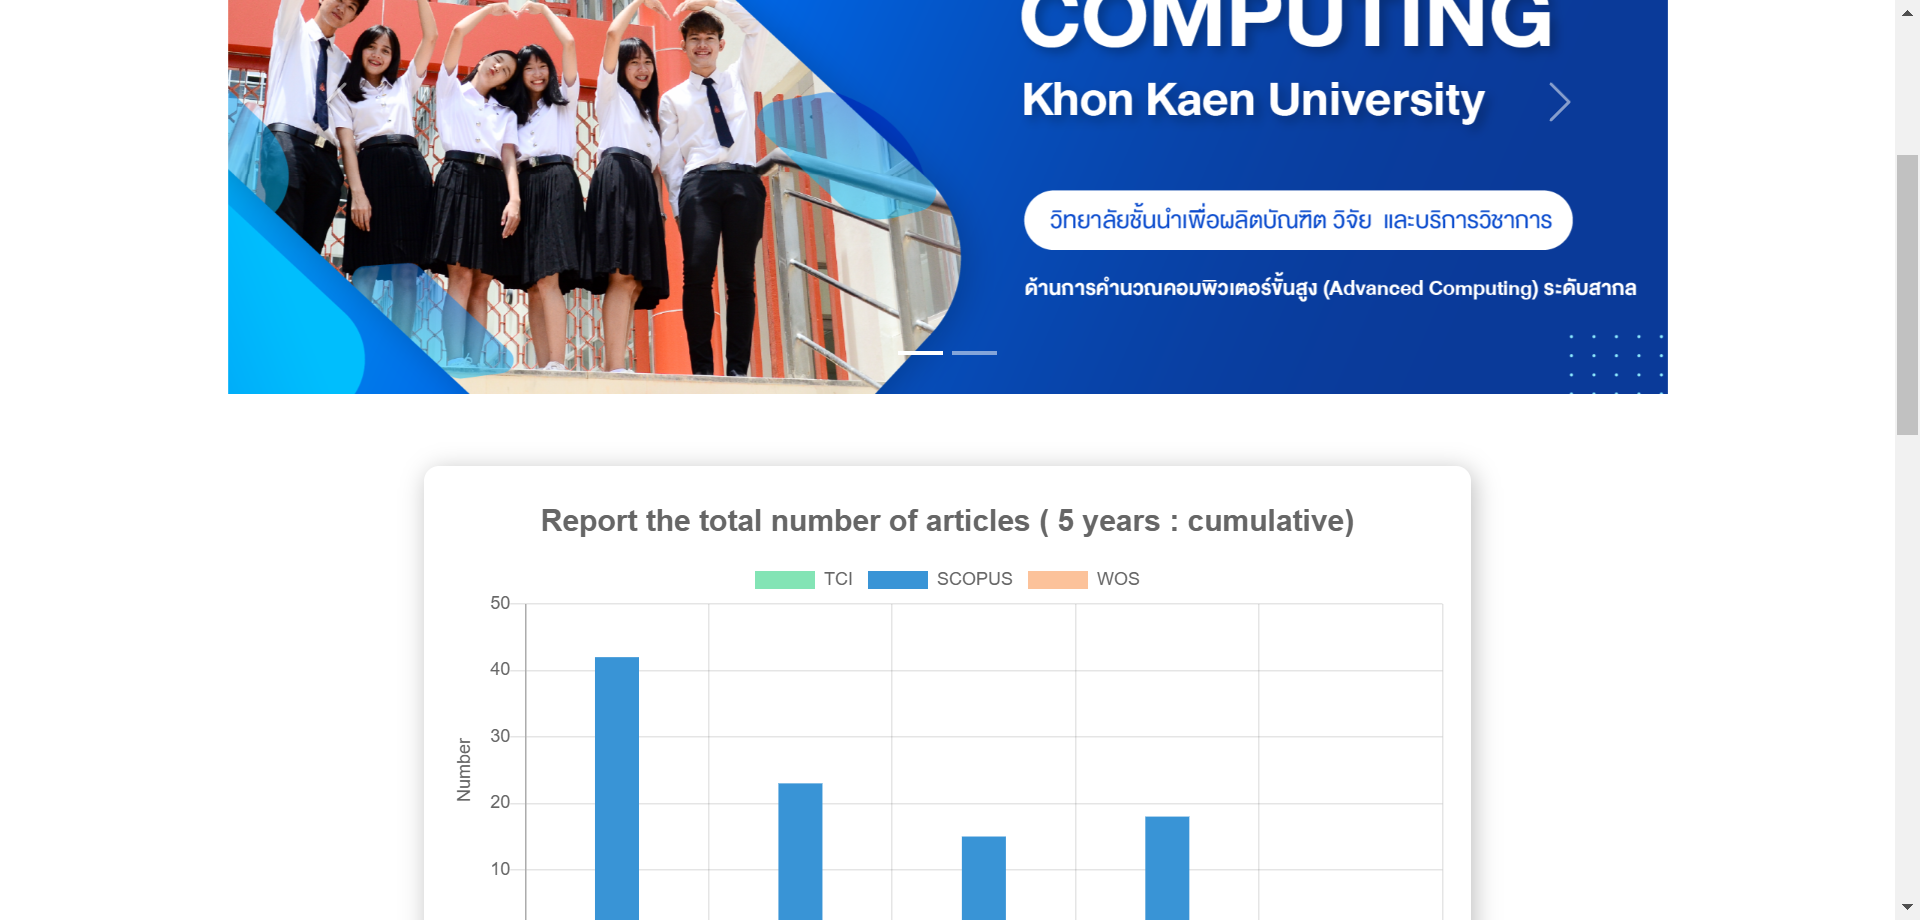 COMPUTING
Khon Kaen University
วิทยาลัยชั้นนำเพื่อผลิตบัณฑิต วิจัย และบริการวิชาการ
ด้านการคำนวณคอมพิวเตอร์ขั้นสูง (Advanced Computing) ระดับสากล
Report the total number of articles ( 5 years : cumulative)
TCI SCOPUS WOS
50
40
30
Number
20
10